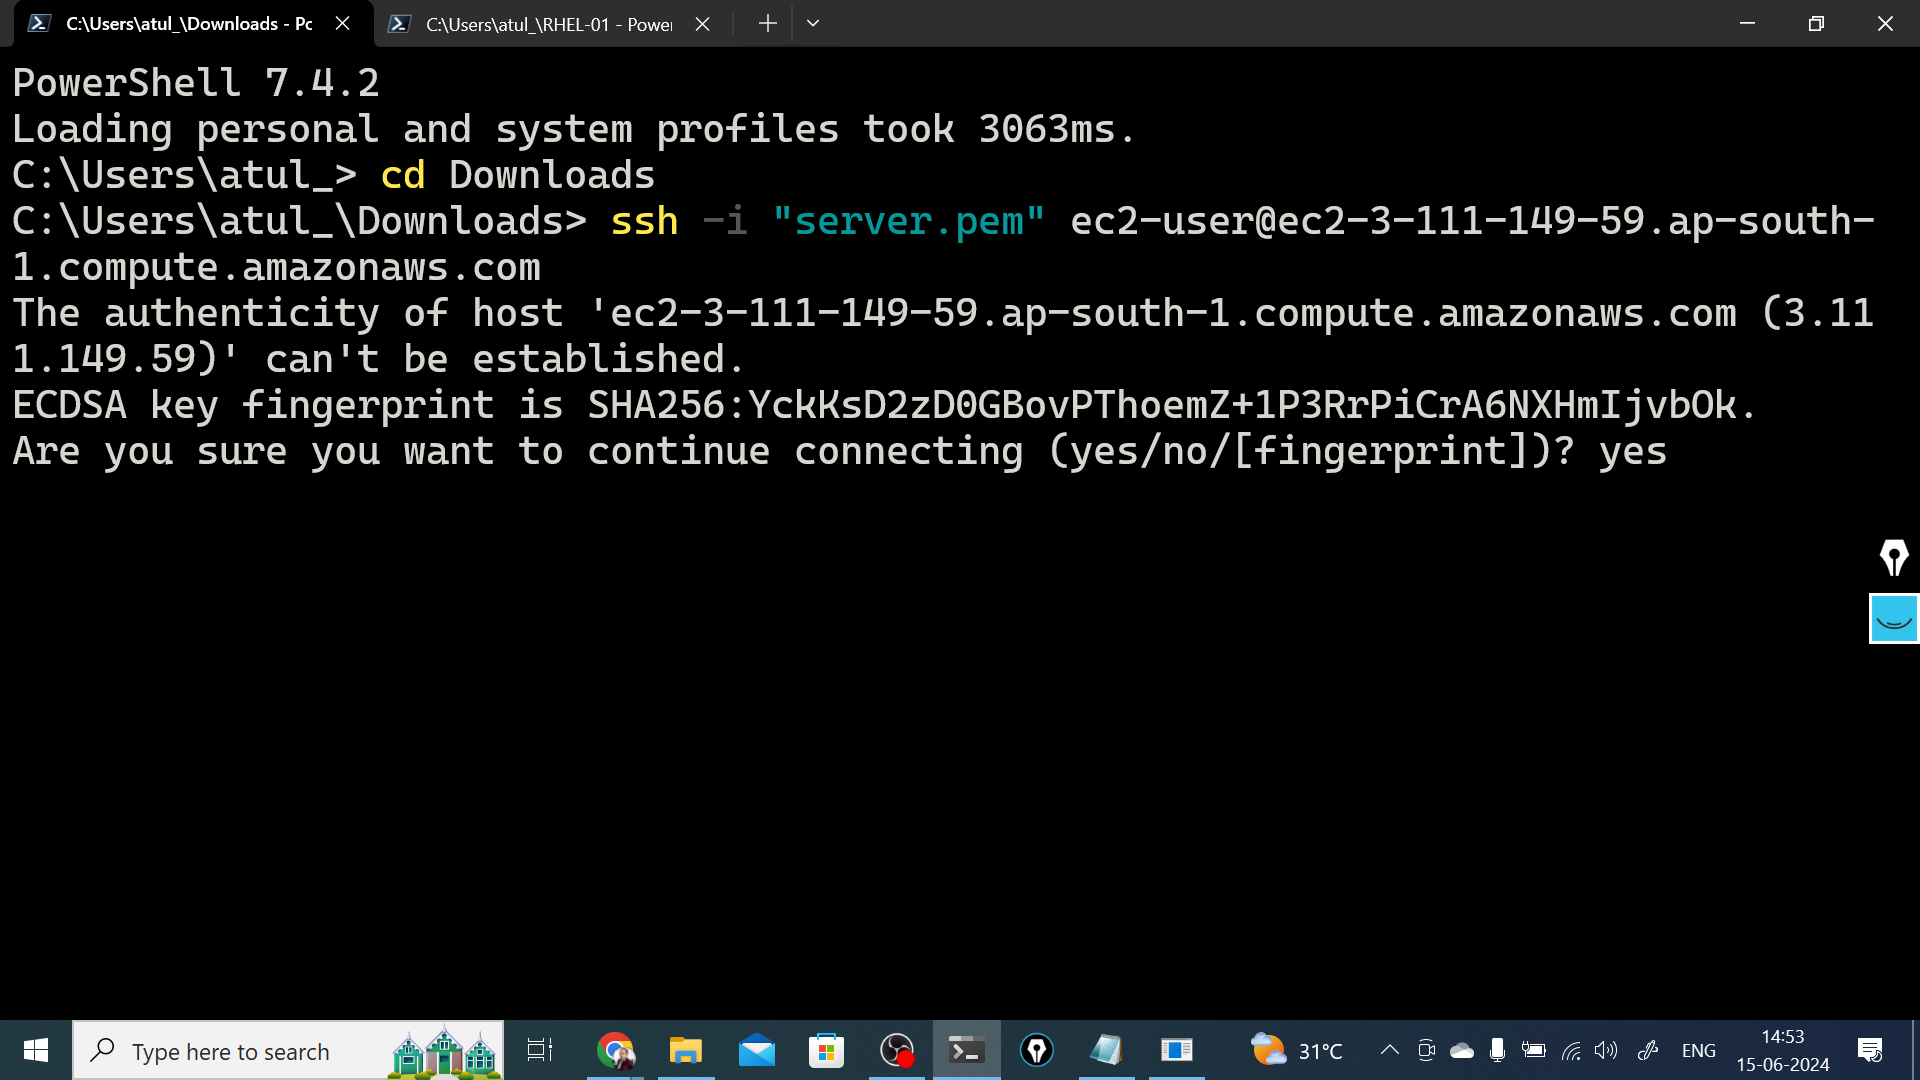 C:\Users\atul_\Downloads - Pc
C:\Users\atul_\RHEL-01 - Power
PowerShell 7.4.2
Loading personal and system profiles took 3063ms.
C:\Users\atul_> cd Downloads
C:\Users\atul_\Downloads> ssh -i "server.pem" ec2-user@ec2-3-111-149-59.ap-south-
1.compute.amazonaws.com
The authenticity of host 'ec2-3-111-149-59.ap-south-1.compute.amazonaws.com (3.11
1.149.59)' can't be established.
ECDSA key fingerprint is SHA256:YckKsD2zD0GBovPThoemZ+1P3RrPiCrA6NXHmIjvbOk.
Are you sure you want to continue connecting (yes/no/[fingerprint])? yes
Type here to search
31°C
ENG
14:53
15-06-2024